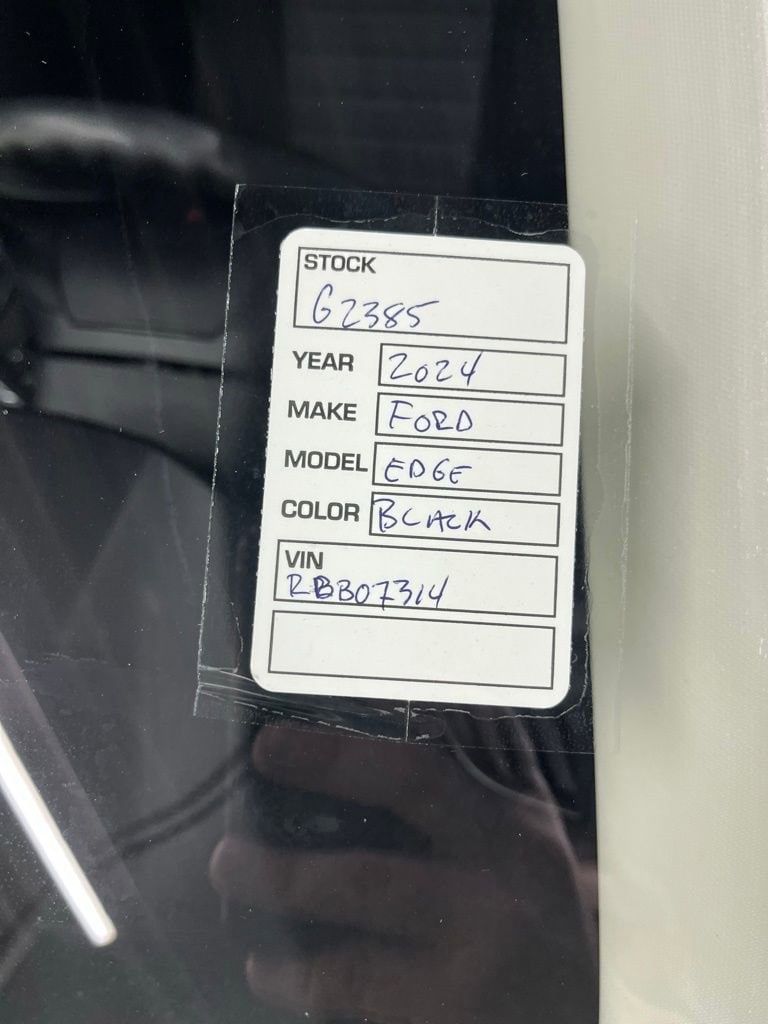 STOCK
G2385
YEAR 2024
MAKE FORD
MODEL EDGE
COLOR BLACK
VIN
RBB07314